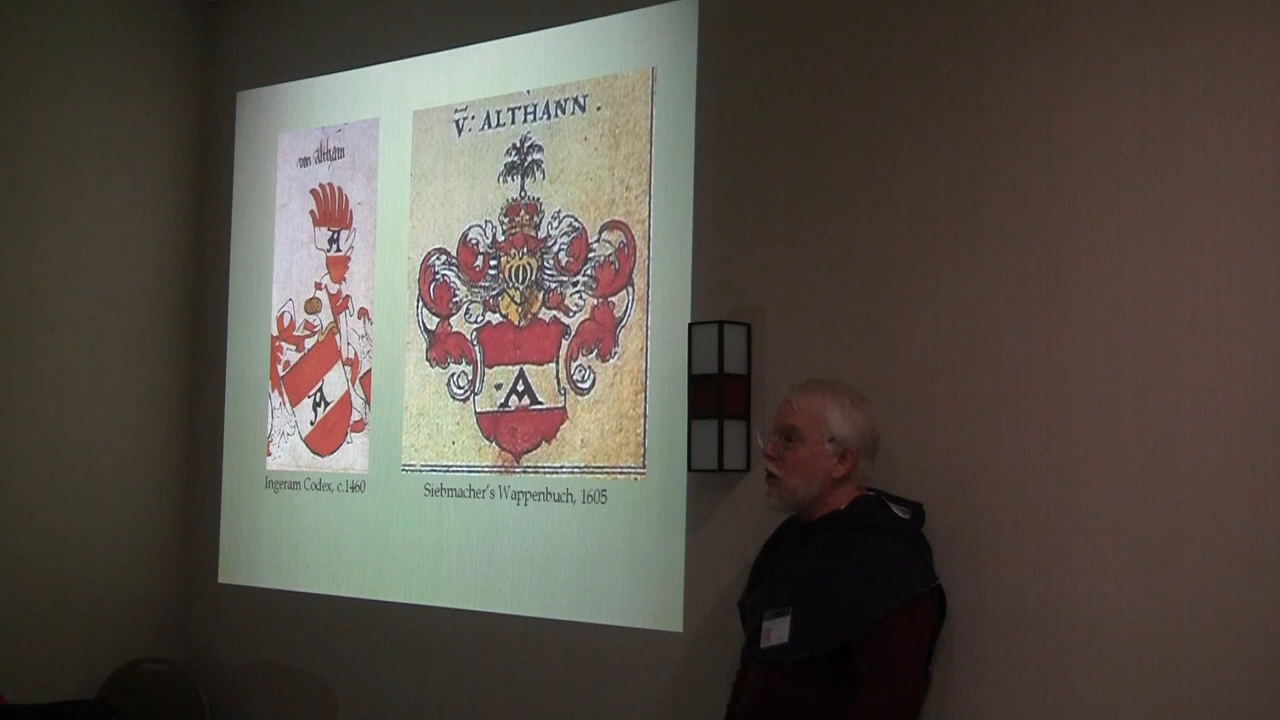 von altham
A
A
Ingeram Codex, c.1460
V: ALTHANN.
A
Siebmacher's Wappenbuch, 1605